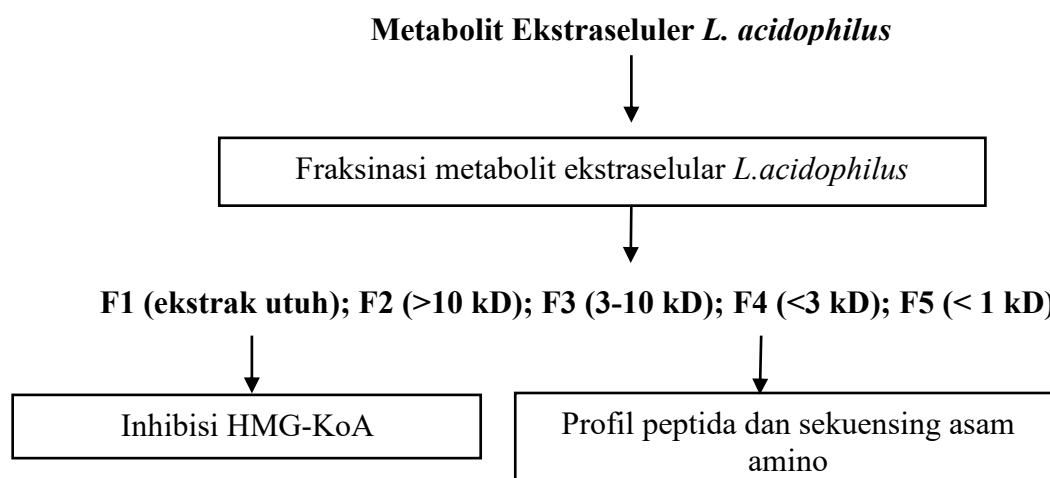 Metabolit Ekstraseluler L. acidophilus
Fraksinasi metabolit ekstraselular L.acidophilus
F1 (ekstrak utuh); F2 (>10 kD); F3 (3-10 kD); F4 (<3 kD); F5 (< 1 kD)
Inhibisi HMG-KoA
Profil peptida dan sekuensing asam
amino